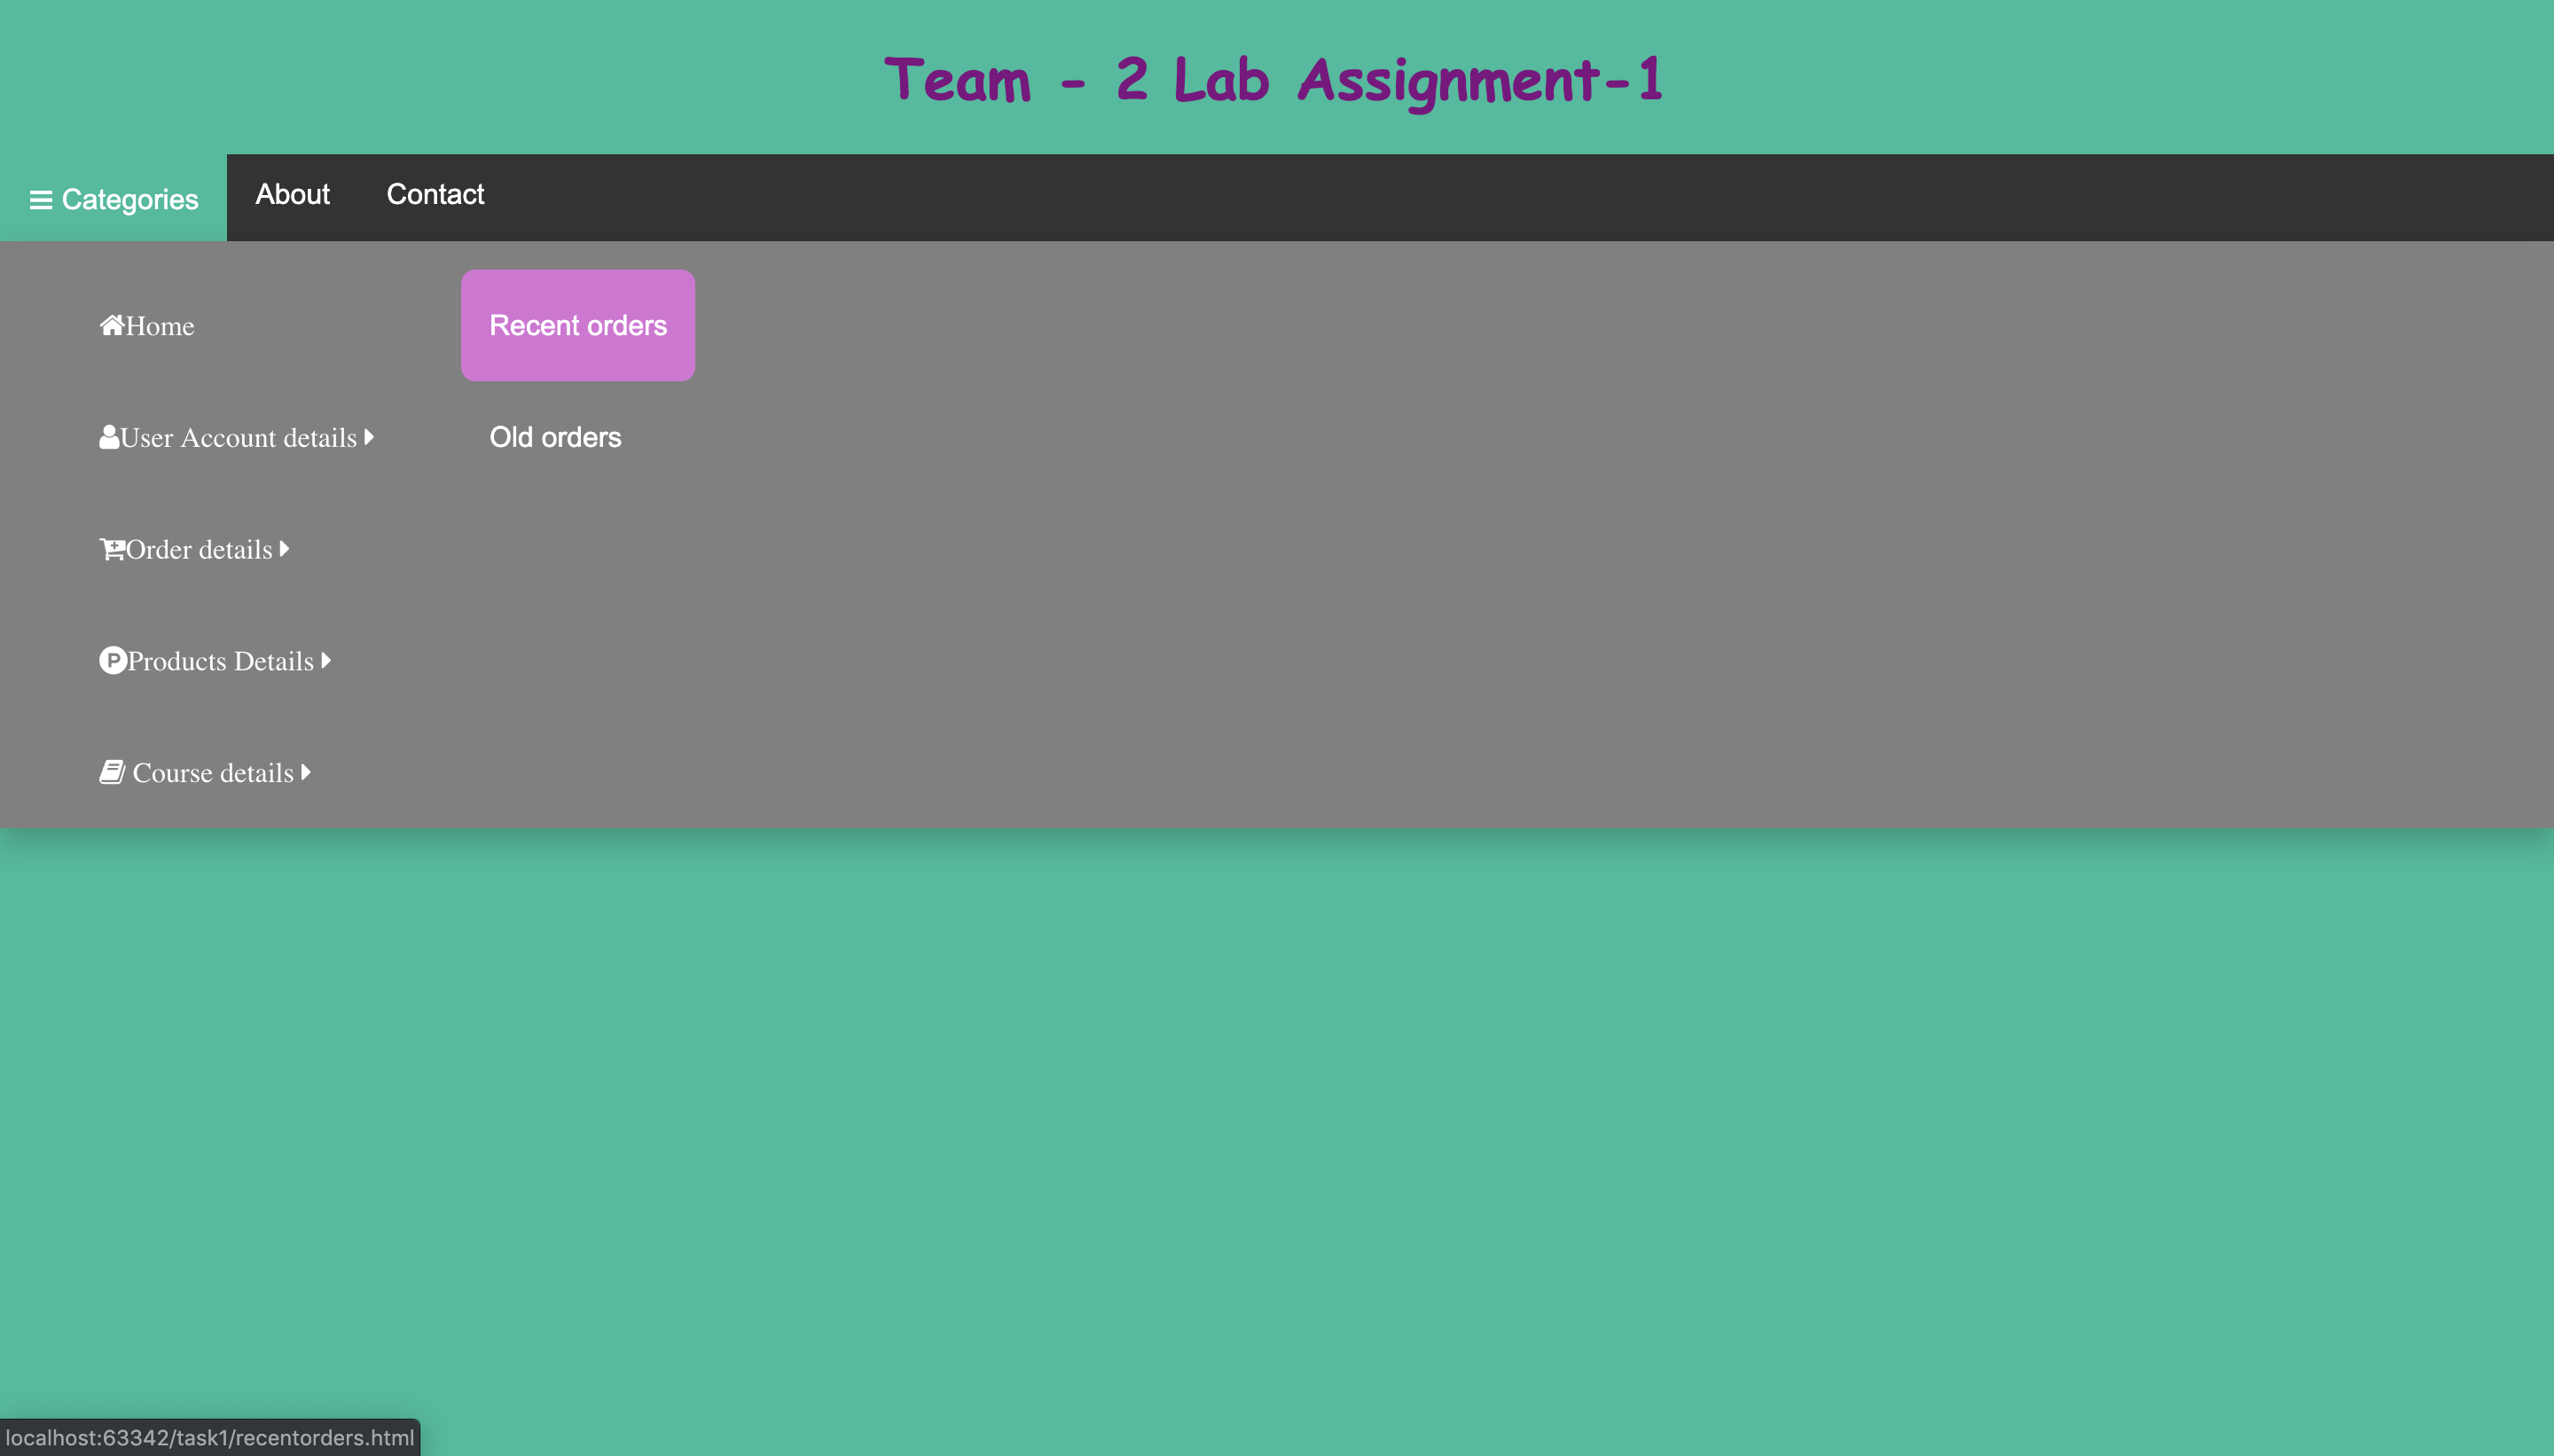 Team - 2 Lab Assignment-1
Categories About Contact
Home
Recent orders
User Account details
Old orders
Order details
Products Details
Course details
localhost:63342/task1/recentorders.html